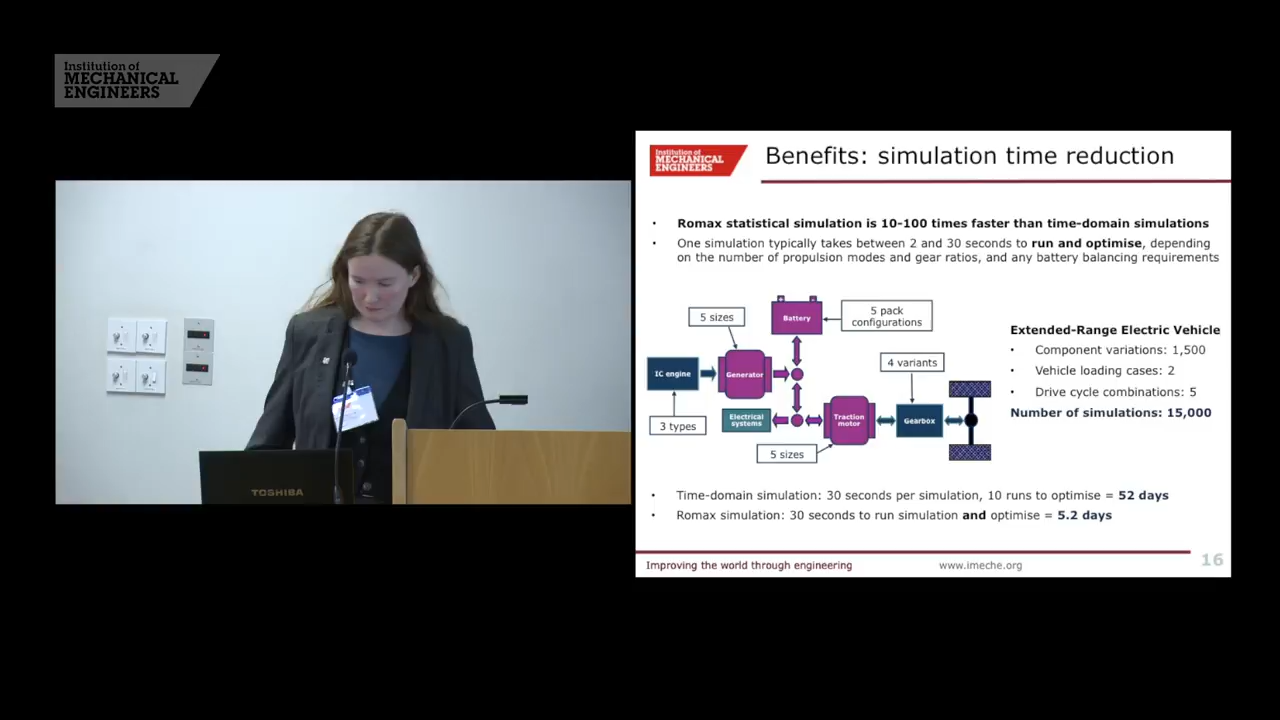 Institution of
MECHANICAL
ENGINEERS
TOSHIBA
Institution of
MECHANICAL
ENGINEERS
Benefits: simulation time reduction
• Romax statistical simulation is 10-100 times faster than time-domain simulations
• One simulation typically takes between 2 and 30 seconds to run and optimise, depending
on the number of propulsion modes and gear ratios, and any battery balancing requirements
5 sizes
Battery
5 pack
configurations
IC engine
Generator
4 variants
3 types
Electrical
systems
Traction
motor
Gearbox
5 sizes
Extended-Range Electric Vehicle
• Component variations: 1,500
• Vehicle loading cases: 2
• Drive cycle combinations: 5
Number of simulations: 15,000
• Time-domain simulation: 30 seconds per simulation, 10 runs to optimise = 52 days
• Romax simulation: 30 seconds to run simulation and optimise = 5.2 days
Improving the world through engineering
www.imeche.org
16